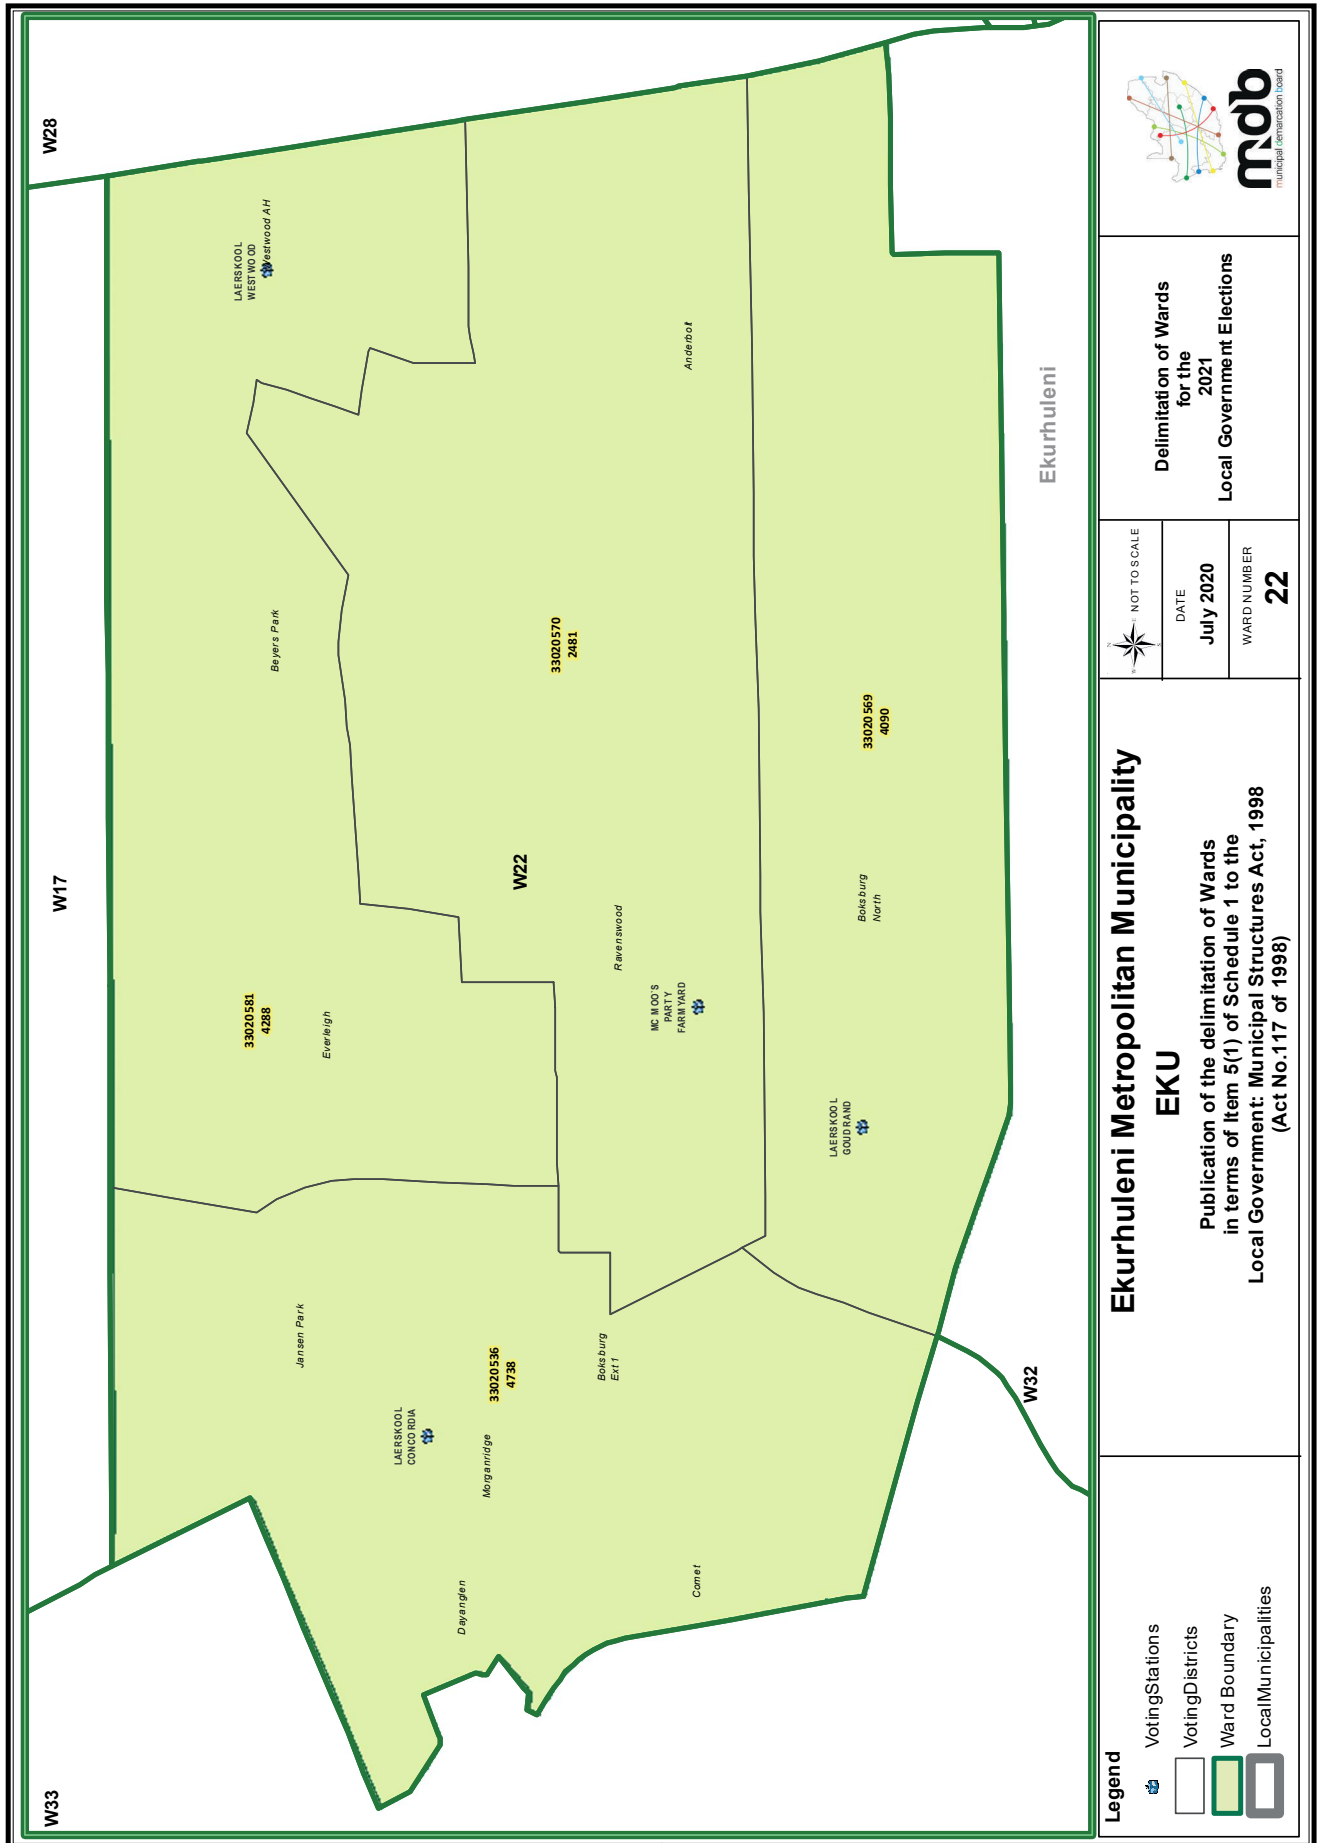 W33
W17
W28
LAERSKOOL
WESTWOOD
Westwood AH
Beyers Park
33020581
4288
Everleigh
Jansen Park
LAERSKOOL
CONCORDIA
Morganridge
33020536
4738
Dayanglen
Boksburg
Ext 1
Comet
W22
33020570
2481
Ravenswood
MC MOO'S
PARTY
FARMYARD
Anderbolt
LAERSKOOL
GOUDRAND
Boksburg
North
33020569
4090
W32
Ekurhuleni
Legend
VotingStations
VotingDistricts
Ward Boundary
LocalMunicipalities
Ekurhuleni Metropolitan Municipality
EKU
Publication of the delimitation of Wards
in terms of Item 5(1) of Schedule 1 to the
Local Government: Municipal Structures Act, 1998
(Act No.117 of 1998)
N
W
E
S
NOT TO SCALE
DATE
July 2020
WARD NUMBER
22
Delimitation of Wards
for the
2021
Local Government Elections
mdb
municipal demarcation board